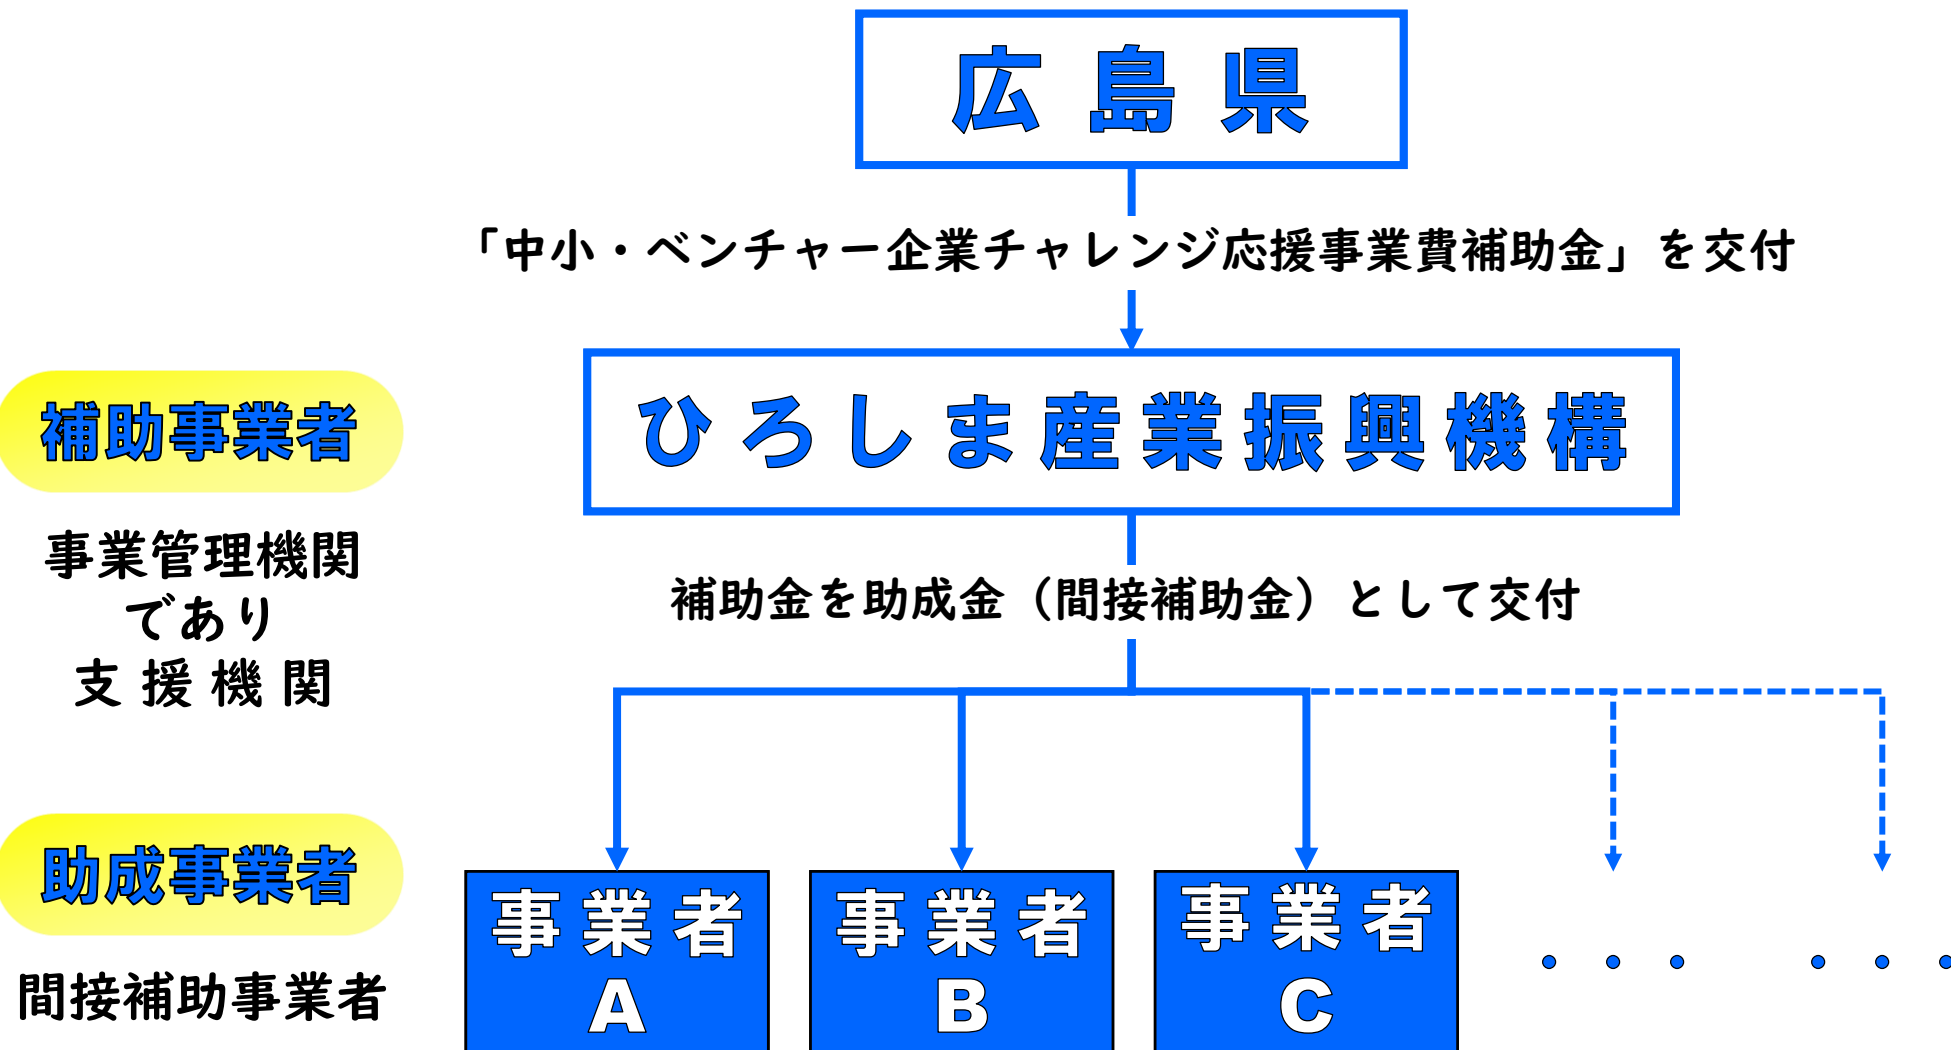 広島県
「中小・ベンチャー企業チャレンジ応援事業費補助金」を交付
補助事業者
ひろしま産業振興機構
事業管理機関
であり
支援機関
補助金を助成金（間接補助金）として交付
助成事業者
間接補助事業者
事業者
A
事業者
B
事業者
C
・・・
・・・